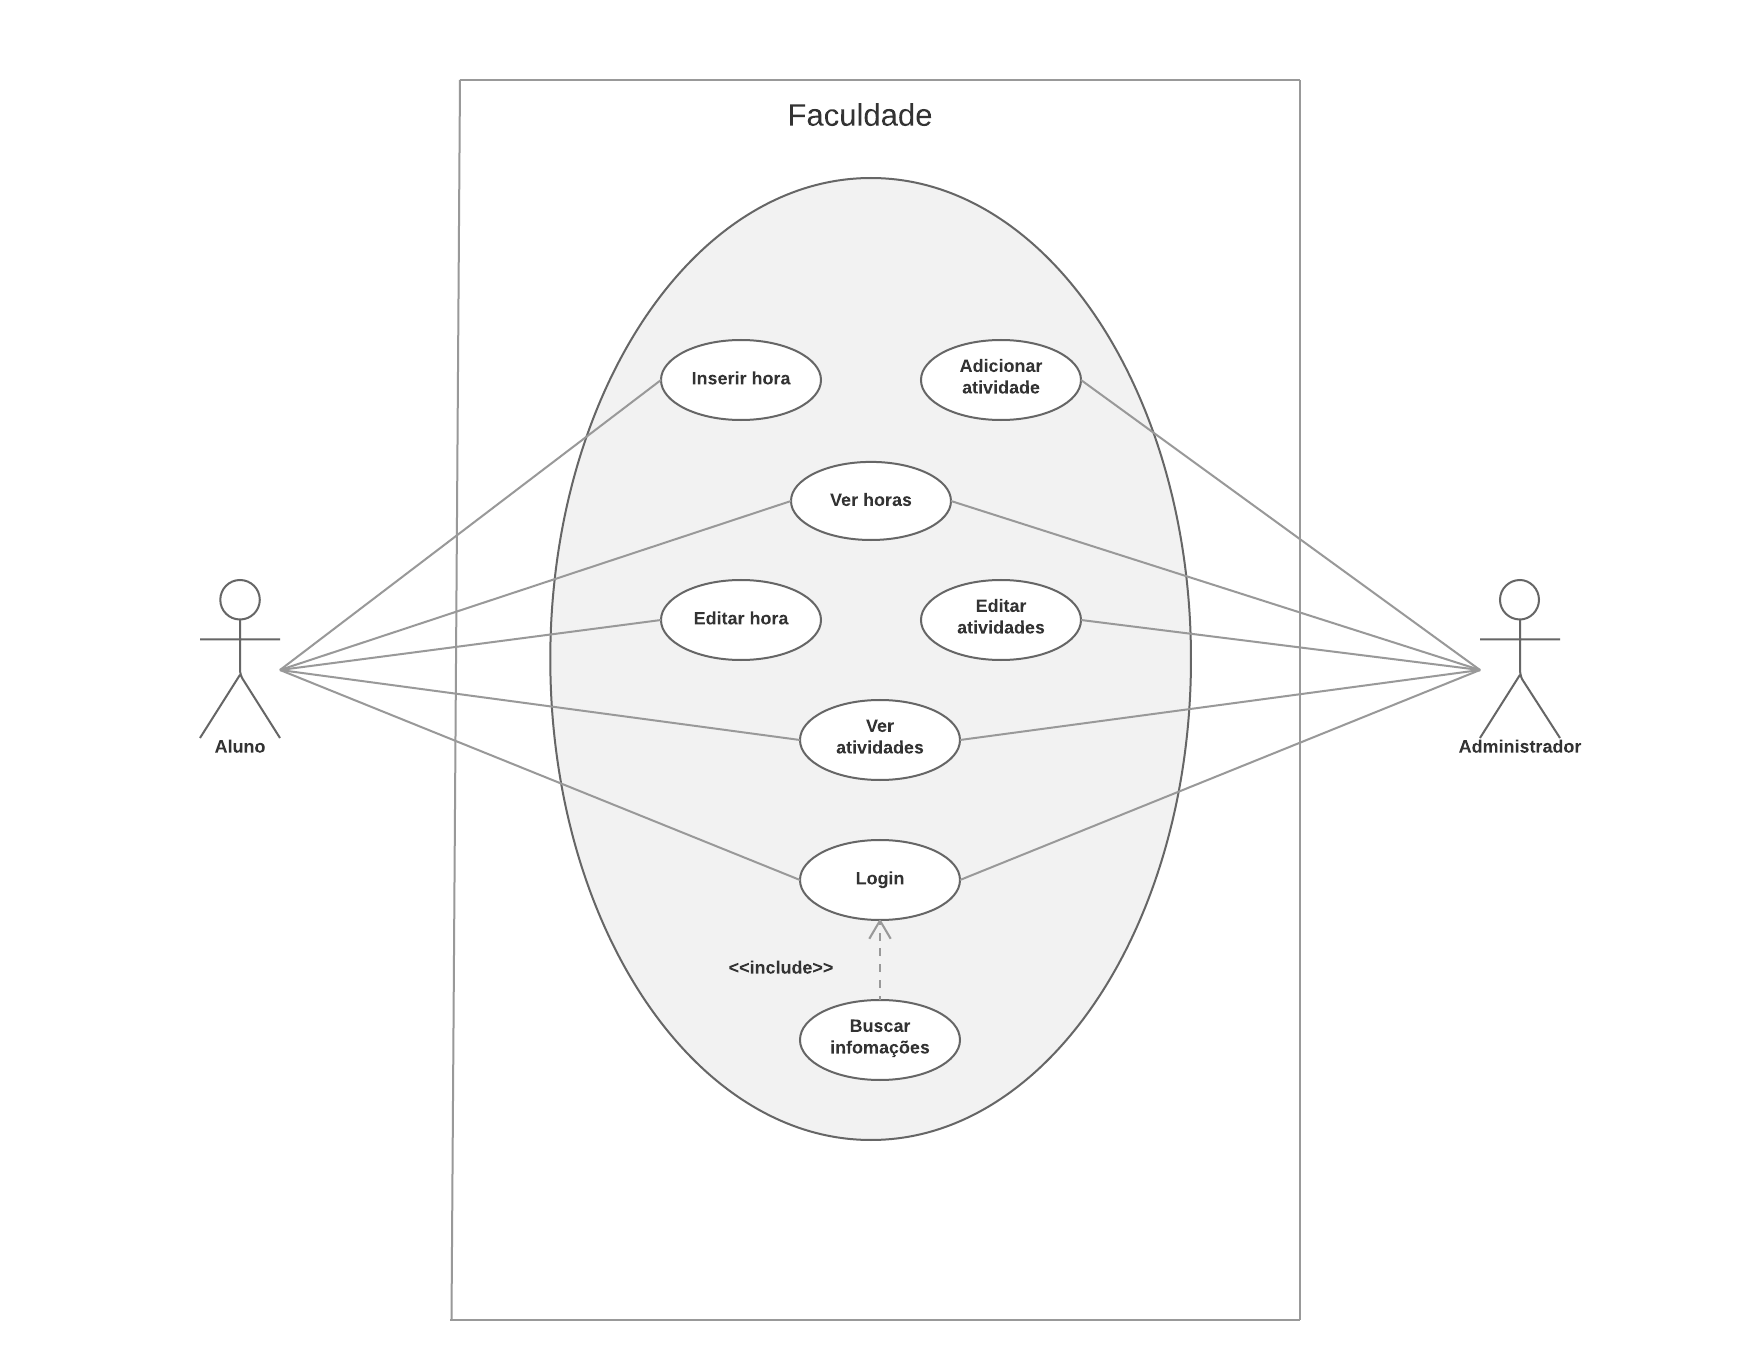 Faculdade
Inserir hora
Adicionar
atividade
Ver horas
Editar hora
Editar
atividades
Ver
atividades
Aluno
Administrador
Login
<<include>>
Buscar
infomações